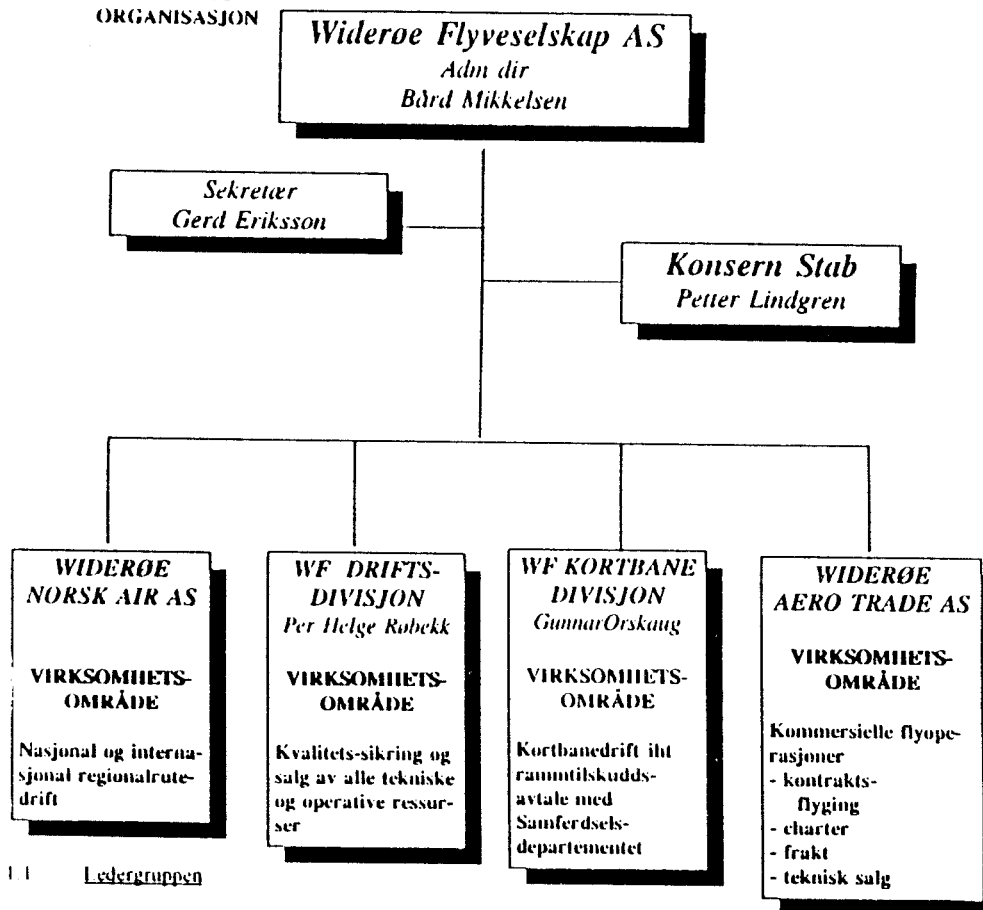 ORGANISASJON
Widerøe Flyveselskap AS
Adm dir
Bård Mikkelsen
Sekretær
Gerd Eriksson
Konsern Stab
Petter Lindgren
WIDERØE
NORSK AIR AS
VIRKSOMHETS-
OMRÅDE
Nasjonal og interna-
sjonal regionalrute-
drift
WF DRIFTS-
DIVISJON
Per Helge Røbekk
VIRKSOMHETS-
OMRÅDE
Kvalitets-sikring og
salg av alle tekniske
og operative ressur-
ser
WF KORTBANE
DIVISJON
GunnarOrskaug
VIRKSOMHETS-
OMRÅDE
Kortbanedrift iht
rammtilskudds-
avtale med
Samferdsels-
departementet
WIDERØE
AERO TRADE AS
VIRKSOMHETS-
OMRÅDE
Kommersielle flyope-
rasjoner
- kontrakts-
flyging
- charter
- frakt
- teknisk salg
1.1 Ledergruppen